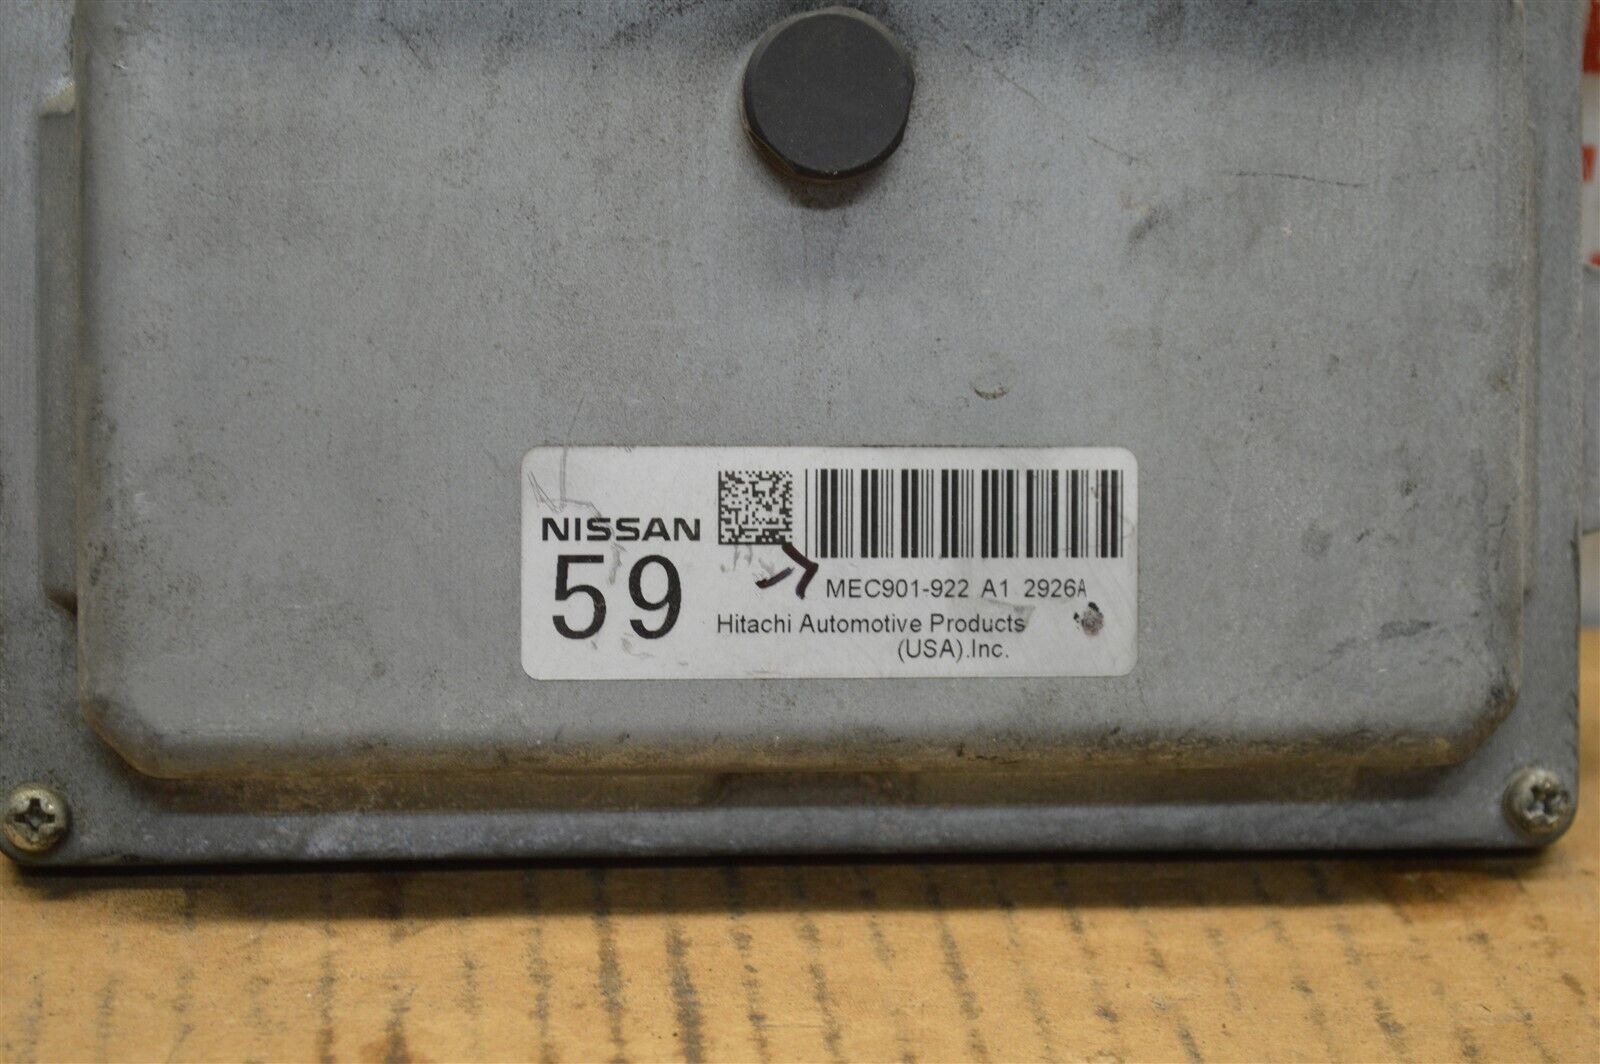 NISSAN
59
MEC901-922 A1 2926A
Hitachi Automotive Products
(USA).Inc.